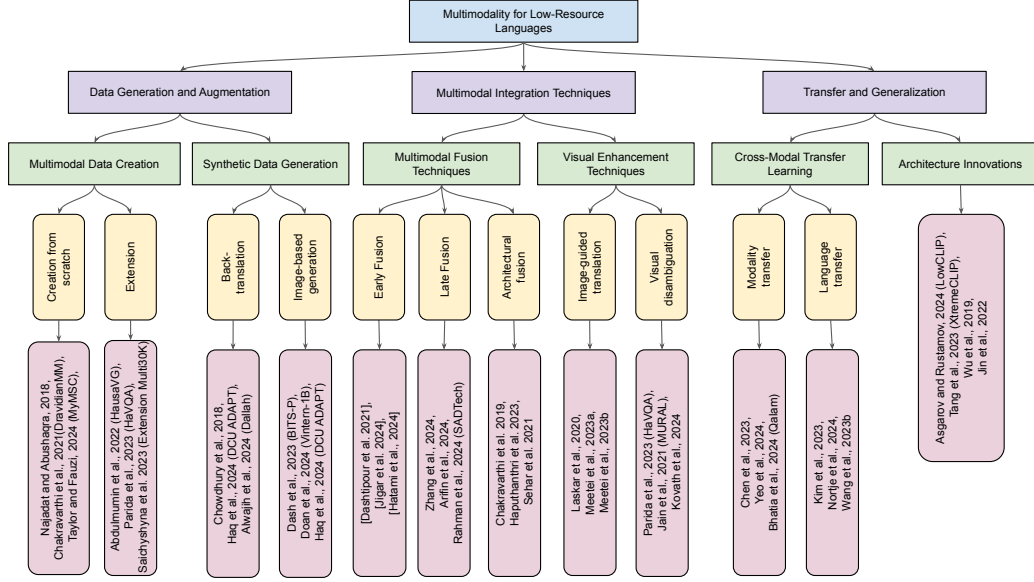 Multimodality for Low-Resource
Languages
Data Generation and Augmentation
Multimodal Integration Techniques
Transfer and Generalization
Multimodal Data Creation
Synthetic Data Generation
Multimodal Fusion
Techniques
Visual Enhancement
Techniques
Cross-Modal Transfer
Learning
Architecture Innovations
Creation from
scratch
Extension
Back-
translation
Image-based
generation
Early Fusion
Late Fusion
Architectural
fusion
Image-guided
translation
Visual
disambiguation
Modality
transfer
Language
transfer
Najadat and Abushaqra, 2018,
Chakravarthi et al., 2021(DravidianMM),
Taylor and Fauzi, 2024 (MyMSC),
Abdulmumin et al., 2022 (HausaVG)
Parida et al., 2023 (HaVQA)
Saichyshyna et al. 2023 (Extension Multi30K)
Chowdhury et al., 2018,
Haq et al., 2024 (DCU ADAPT)
Alwajih et al., 2024 (Dallah)
Dash et al., 2023 (BITS-P),
Doan et al., 2024 (Vintern-1B)
Haq et al., 2024 (DCU ADAPT)
[Dashtipour et al. 2021],
[Jigar et al. 2024],
[Hatami et al., 2024]
Zhang et al., 2024,
Arifin et al., 2024,
Rahman et al., 2024 (SADTech)
Chakravarthi et al. 2019,
Hapudhanthri et al. 2023,
Sehar et al. 2021
Laskar et al., 2020,
Meetei et al., 2023a,
Meetei et al., 2023b
Parida et al., 2023 (HaVQA)
Jain et al., 2021 (MURAL),
Kovath et al., 2024
Chen et al., 2023,
Yeo et al., 2024,
Bhatia et al., 2024 (Qalam)
Kim et al., 2023,
Nortje et al., 2024,
Wang et al., 2023b
Asgarov and Rustamov, 2024 (LowCLIP),
Tang et al., 2023 (XtremeCLIP)
Wu et al., 2019,
Jin et al., 2022